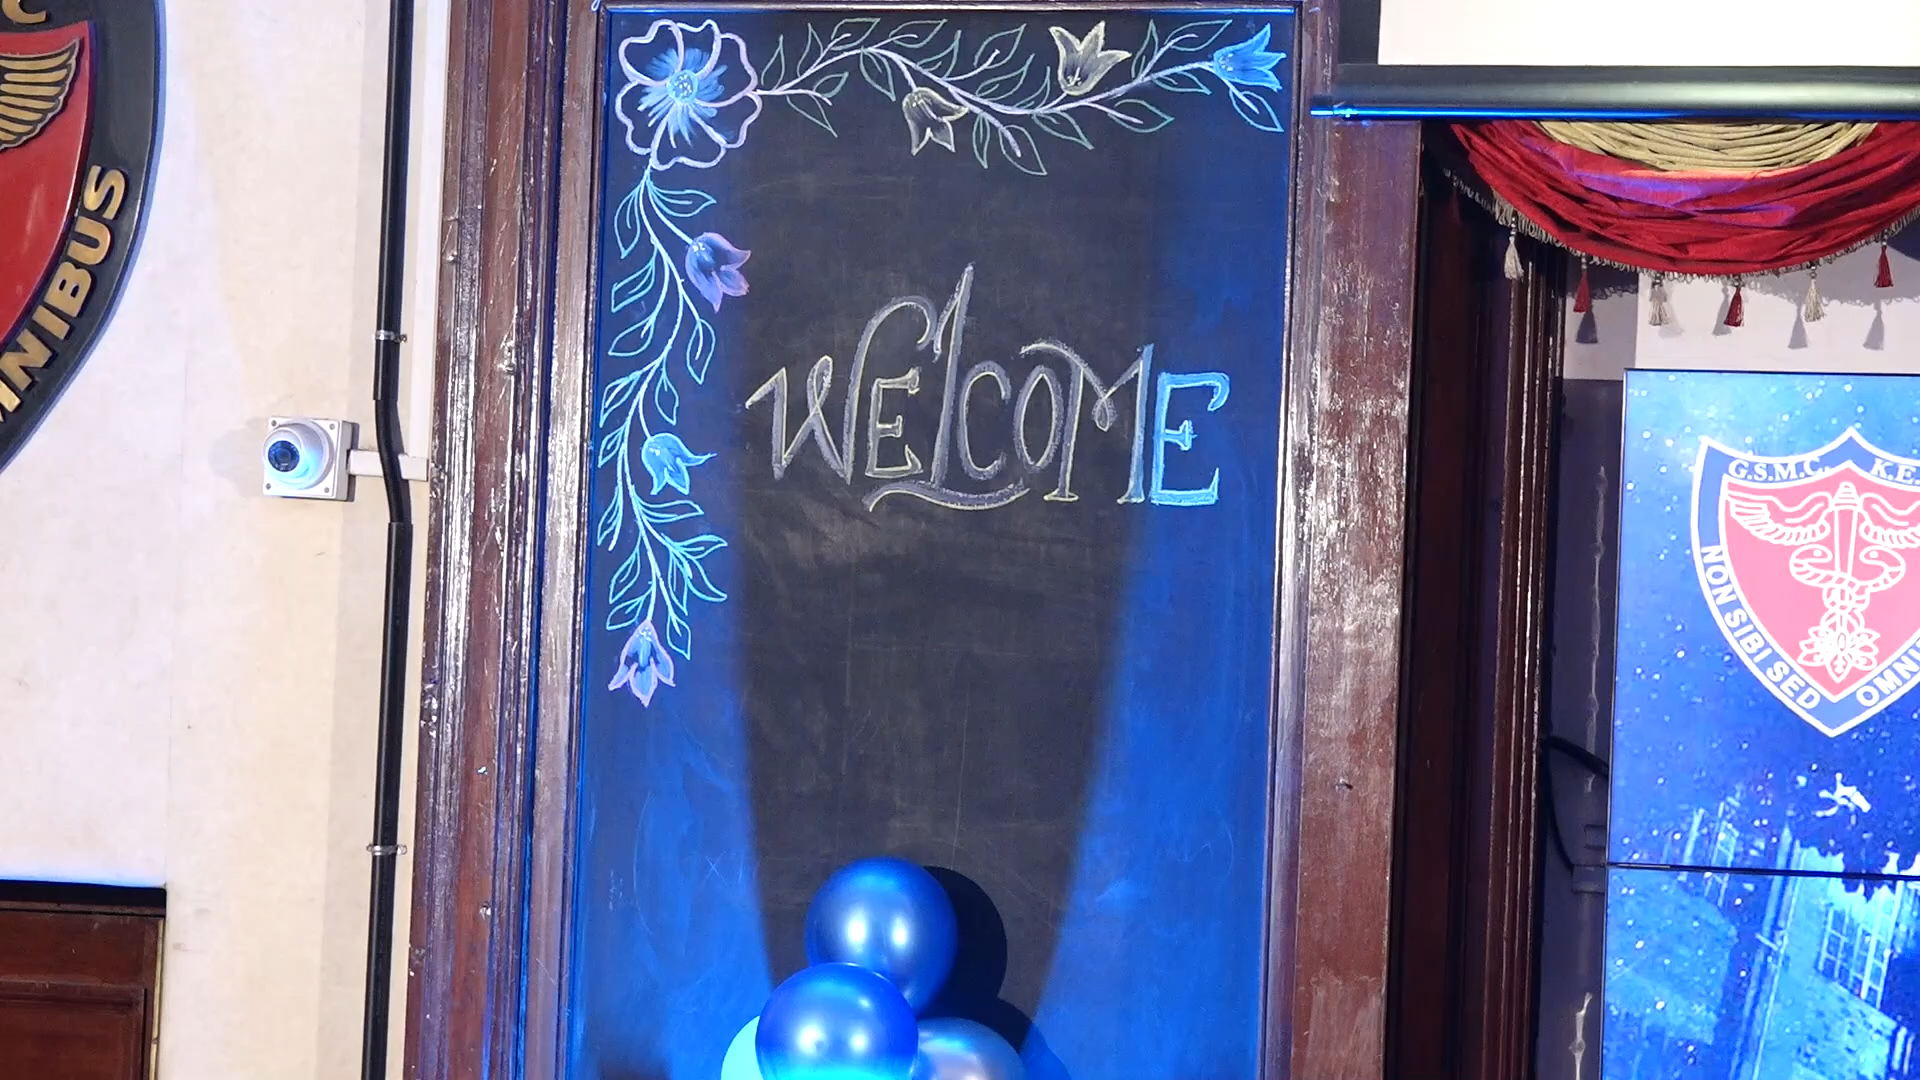 NIBUS
WELCOME
G.S.M.C. K.E.
NON SIBI SED OMNI